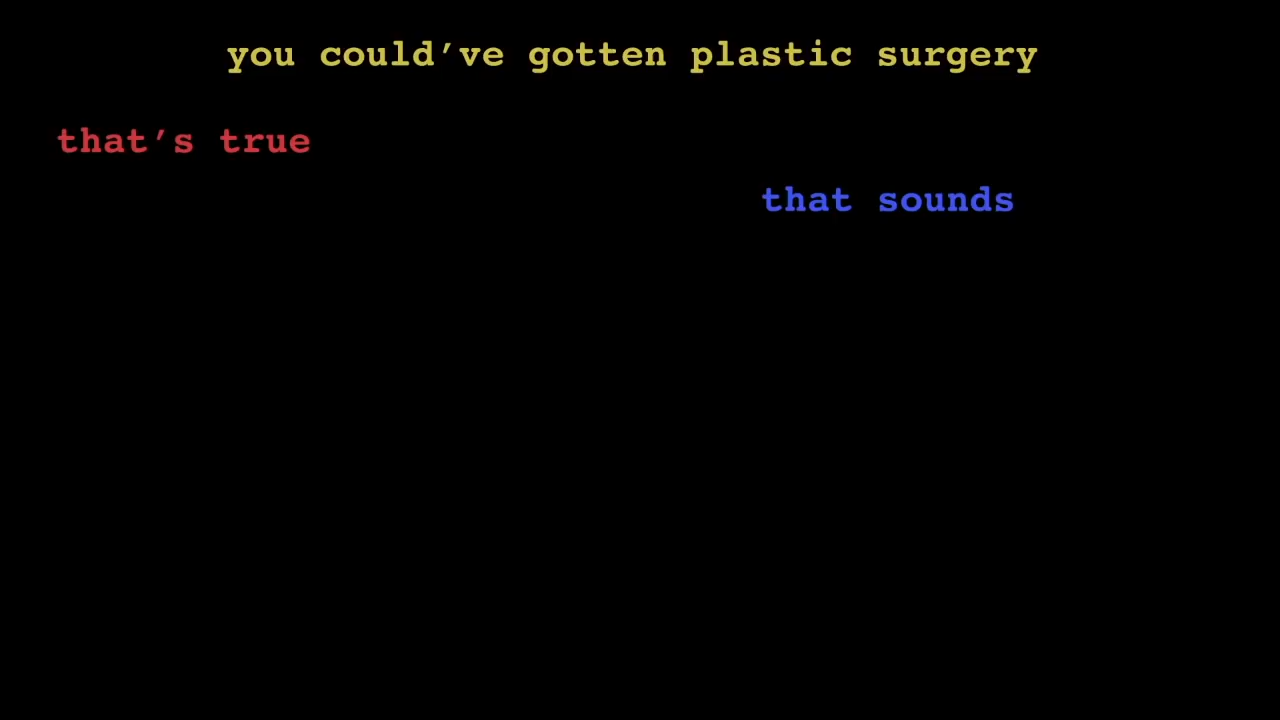 you could’ve gotten plastic surgery
that’s true
that sounds